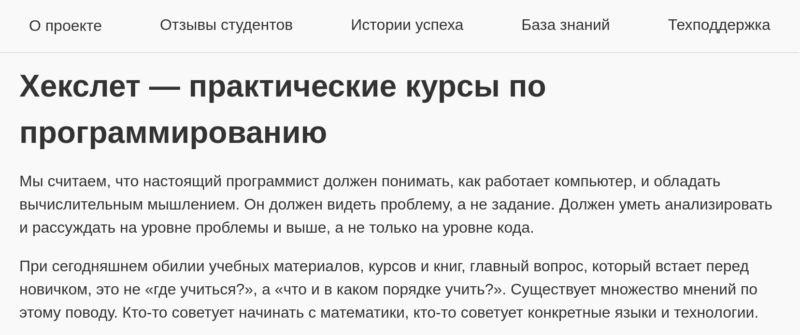 О проекте Отзывы студентов Истории успеха База знаний Техподдержка
Хекслет — практические курсы по
программированию
Мы считаем, что настоящий программист должен понимать, как работает компьютер, и обладать
вычислительным мышлением. Он должен видеть проблему, а не задание. Должен уметь анализировать
и рассуждать на уровне проблемы и выше, а не только на уровне кода.
При сегодняшнем обилии учебных материалов, курсов и книг, главный вопрос, который встает перед
новичком, это не «где учиться?», а «что и в каком порядке учить?». Существует множество мнений по
этому поводу. Кто-то советует начинать с математики, кто-то советует конкретные языки и технологии.